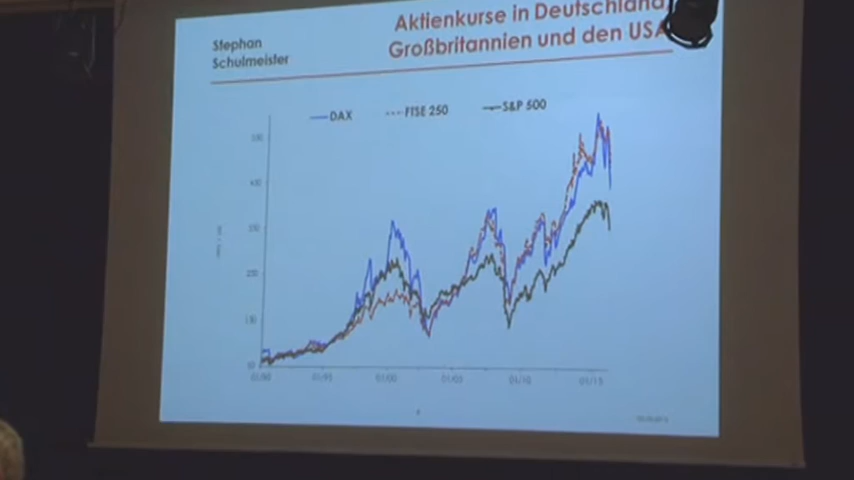 Stephan
Schulmeister
Aktienkurse in Deutschland
Großbritannien und den USA
DAX
FTSE 250
S&P 500
01/90
01/95
01/00
01/05
01/10
01/15